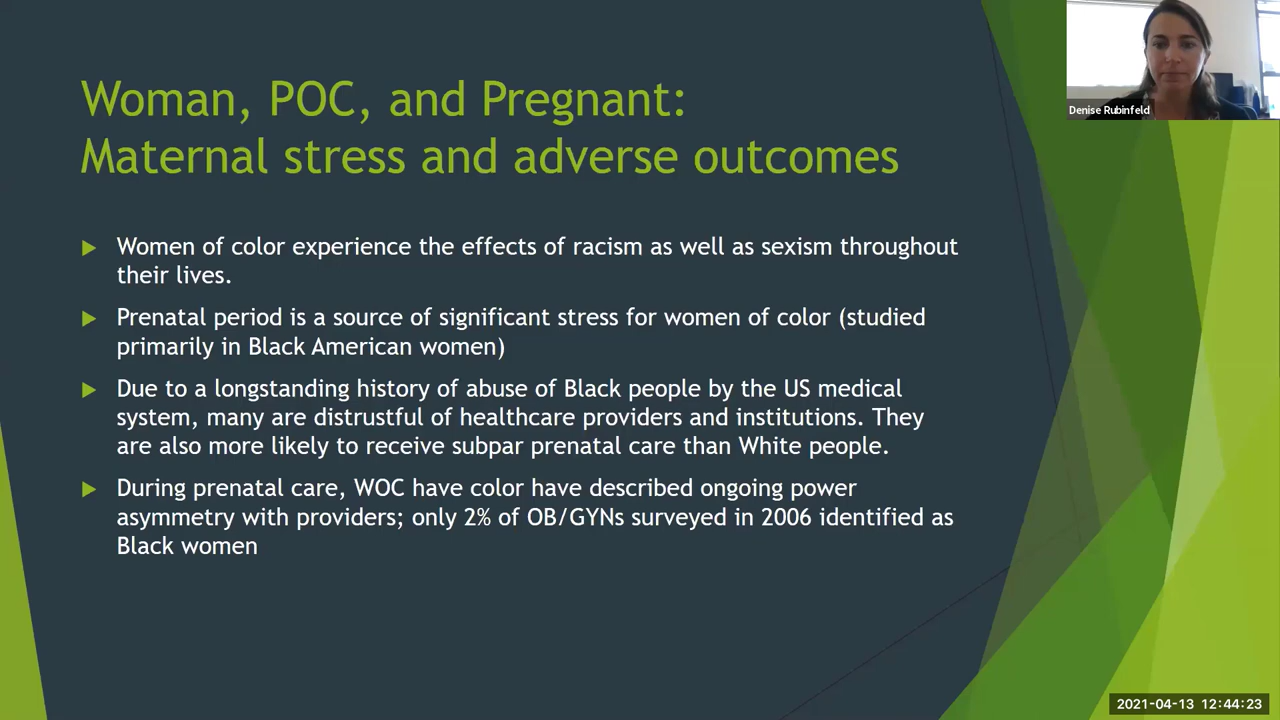 Woman, POC, and Pregnant:
Maternal stress and adverse outcomes
Women of color experience the effects of racism as well as sexism throughout
their lives.
Prenatal period is a source of significant stress for women of color (studied
primarily in Black American women)
Due to a longstanding history of abuse of Black people by the US medical
system, many are distrustful of healthcare providers and institutions. They
are also more likely to receive subpar prenatal care than White people.
During prenatal care, WOC have color have described ongoing power
asymmetry with providers; only 2% of OB/GYNs surveyed in 2006 identified as
Black women
Denise Rubinfeld
2021-04-13 12:44:23